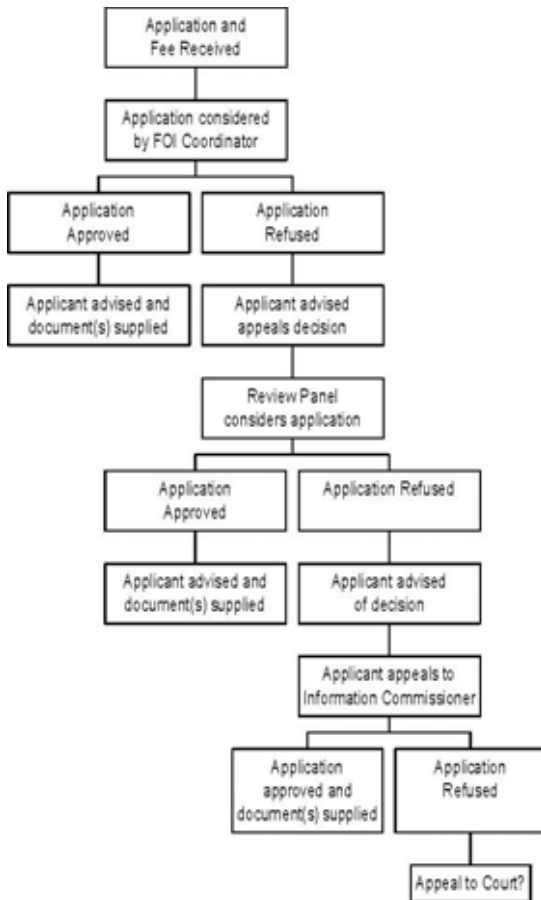 Application and
Fee Received
Application considered
by FOI Coordinator
Application
Approved
Application
Refused
Applicant advised and
document(s) supplied
Applicant advised
appeals decision
Review Panel
considers application
Application
Approved
Application Refused
Applicant advised and
document(s) supplied
Applicant advised
of decision
Applicant appeals to
Information Commissioner
Application
approved and
document(s) supplied
Application
Refused
Appeal to Court?